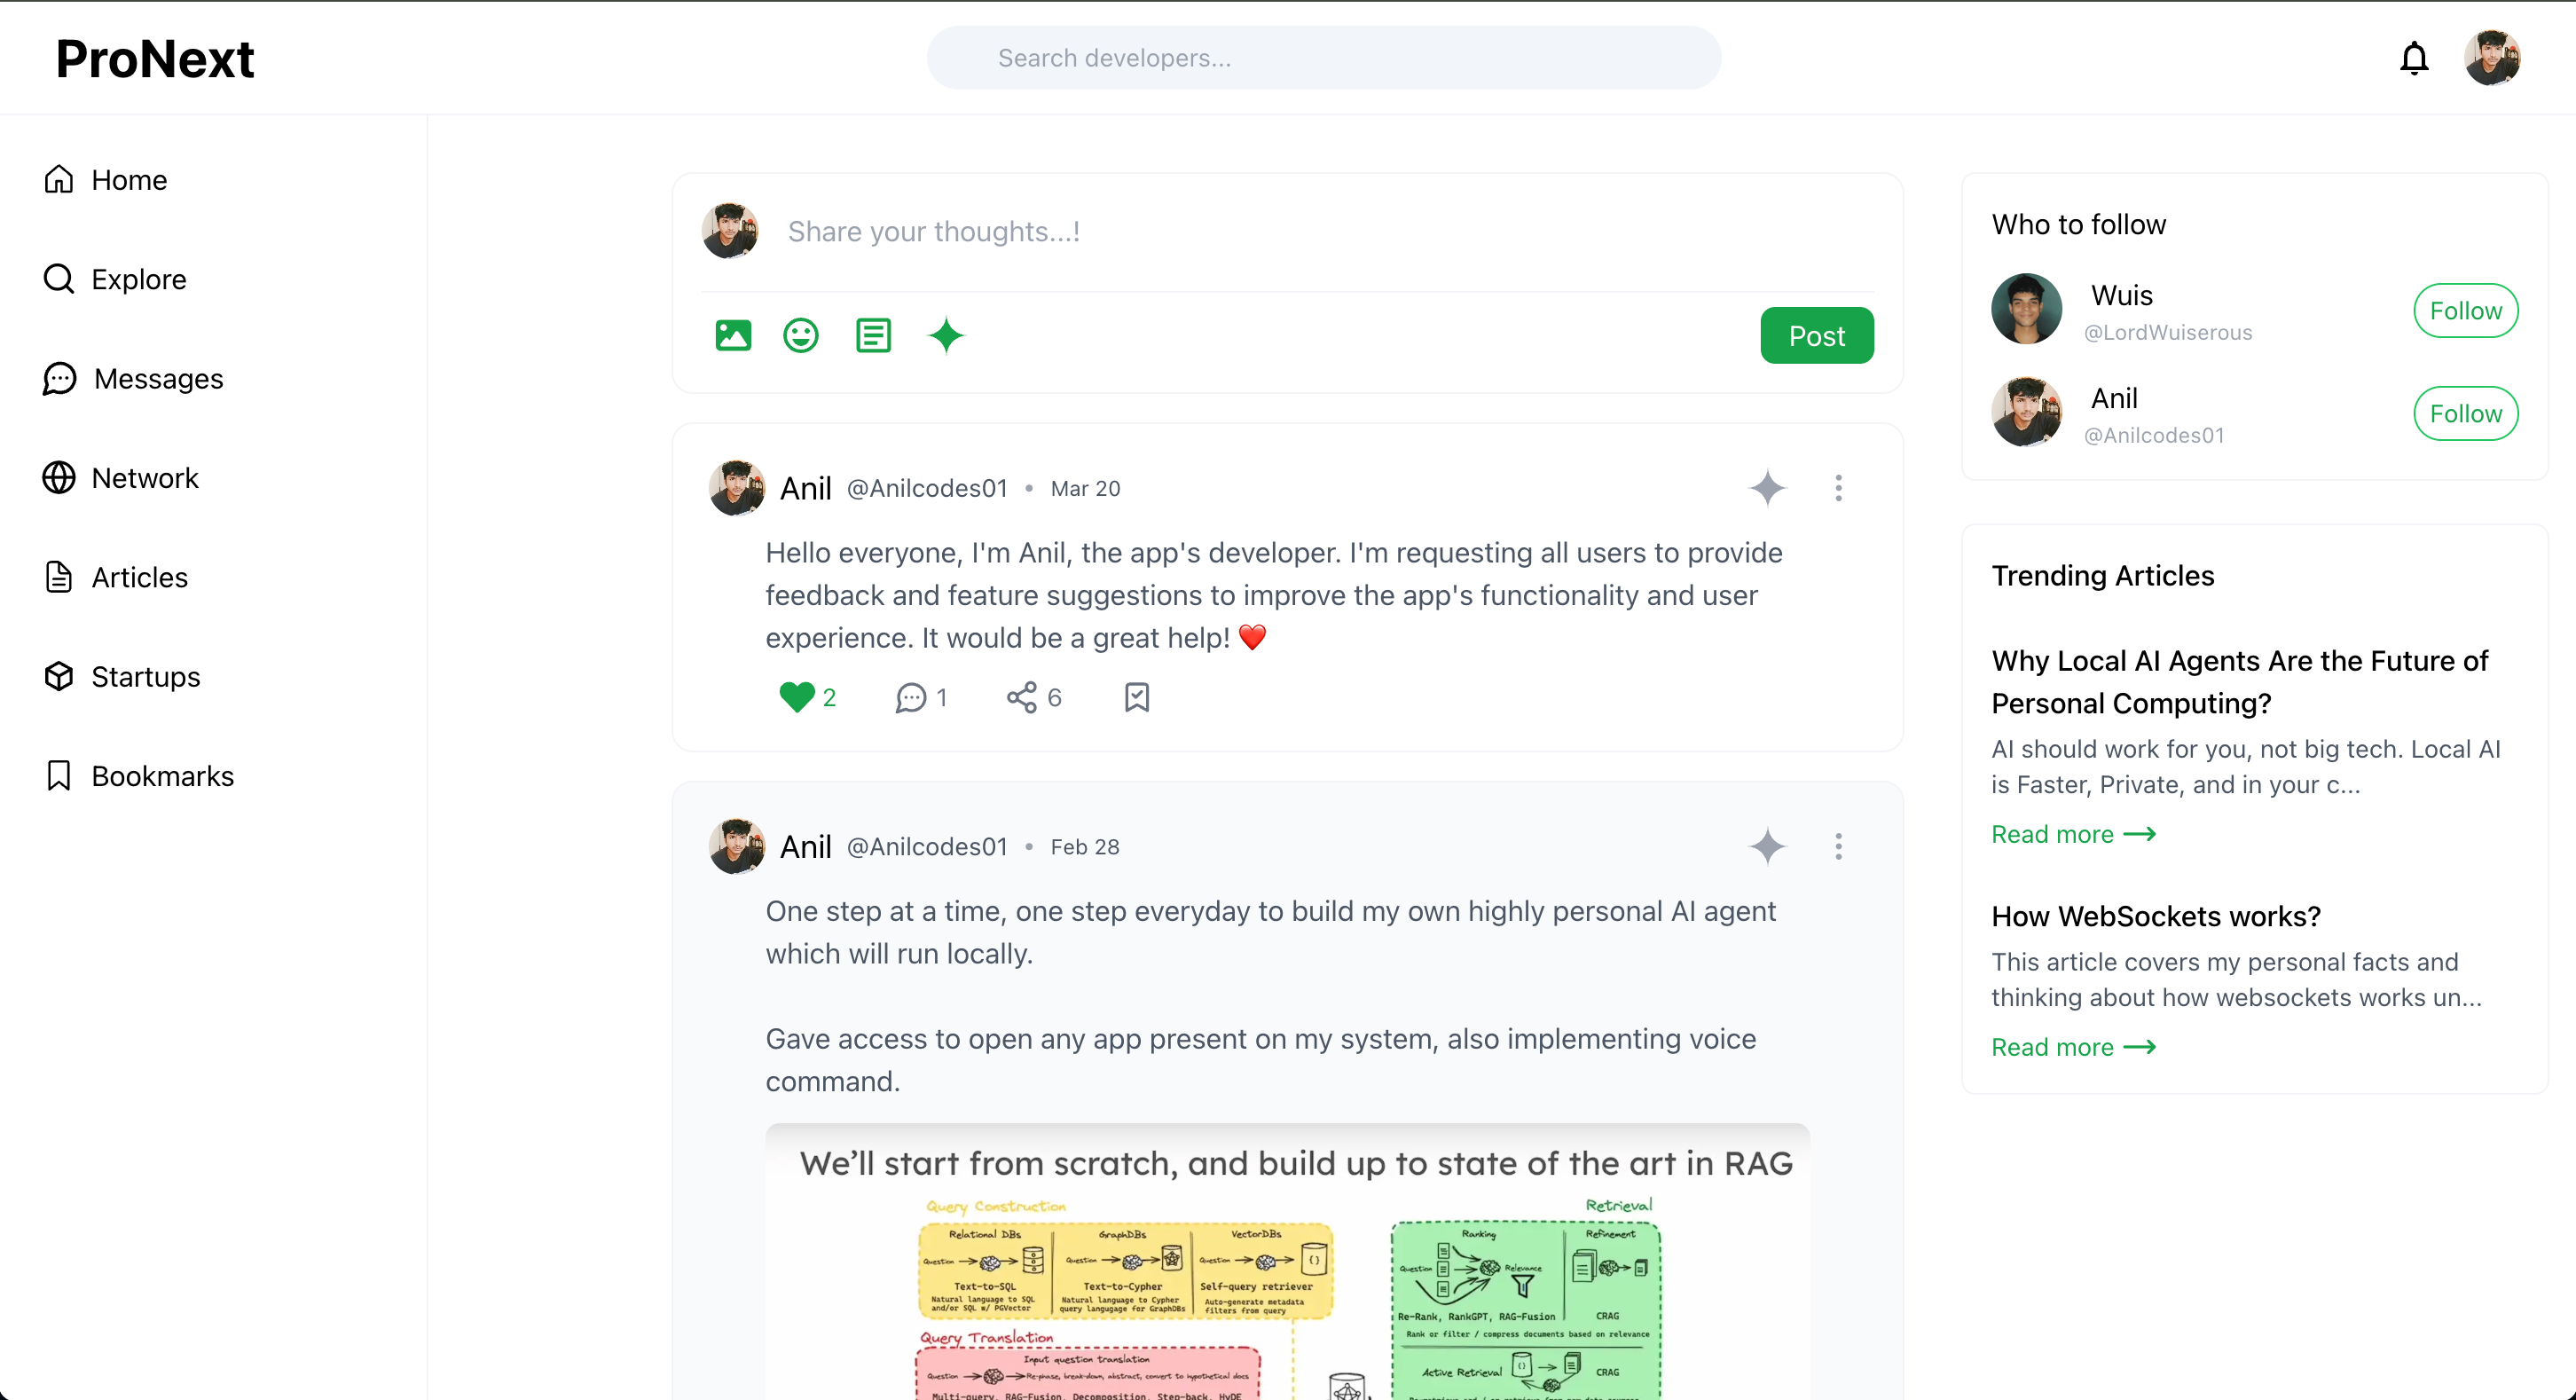 ProNext
Search developers...
Home
Explore
Messages
Network
Articles
Startups
Bookmarks
Share your thoughts...!
Post
Anil @Anilcodes01 • Mar 20
Hello everyone, I'm Anil, the app's developer. I'm requesting all users to provide
feedback and feature suggestions to improve the app's functionality and user
experience. It would be a great help! ❤️
2 1 6
Anil @Anilcodes01 • Feb 28
One step at a time, one step everyday to build my own highly personal AI agent
which will run locally.
Gave access to open any app present on my system, also implementing voice
command.
We'll start from scratch, and build up to state of the art in RAG
Query Construction
Relational DBs
GraphDBs
VectorDBs
Question
Question
Question
Text-to-SQL
Text-to-Cypher
Self-query retriever
Natural language to SQL
and/or SQL w/ PGVector
Natural language to Cypher
query langugage for GraphDBs
Auto-generate metadata
filters from query
Query Translation
Input question translation
Question
Re-phase, break-down, abstract, convert to hypothetical docs
Multi-query, RAG-Fusion, Decomposition, Step-back, HyDE
Retrieval
Ranking
Refinement
Question
Relevance
Re-Rank, RankGPT, RAG-Fusion
CRAG
Rank or filter / compress documents based on relevance
Active Retrieval
CRAG
Who to follow
Wuis
@LordWuiserous
Follow
Anil
@Anilcodes01
Follow
Trending Articles
Why Local AI Agents Are the Future of
Personal Computing?
AI should work for you, not big tech. Local AI
is Faster, Private, and in your c...
Read more
How WebSockets works?
This article covers my personal facts and
thinking about how websockets works un...
Read more